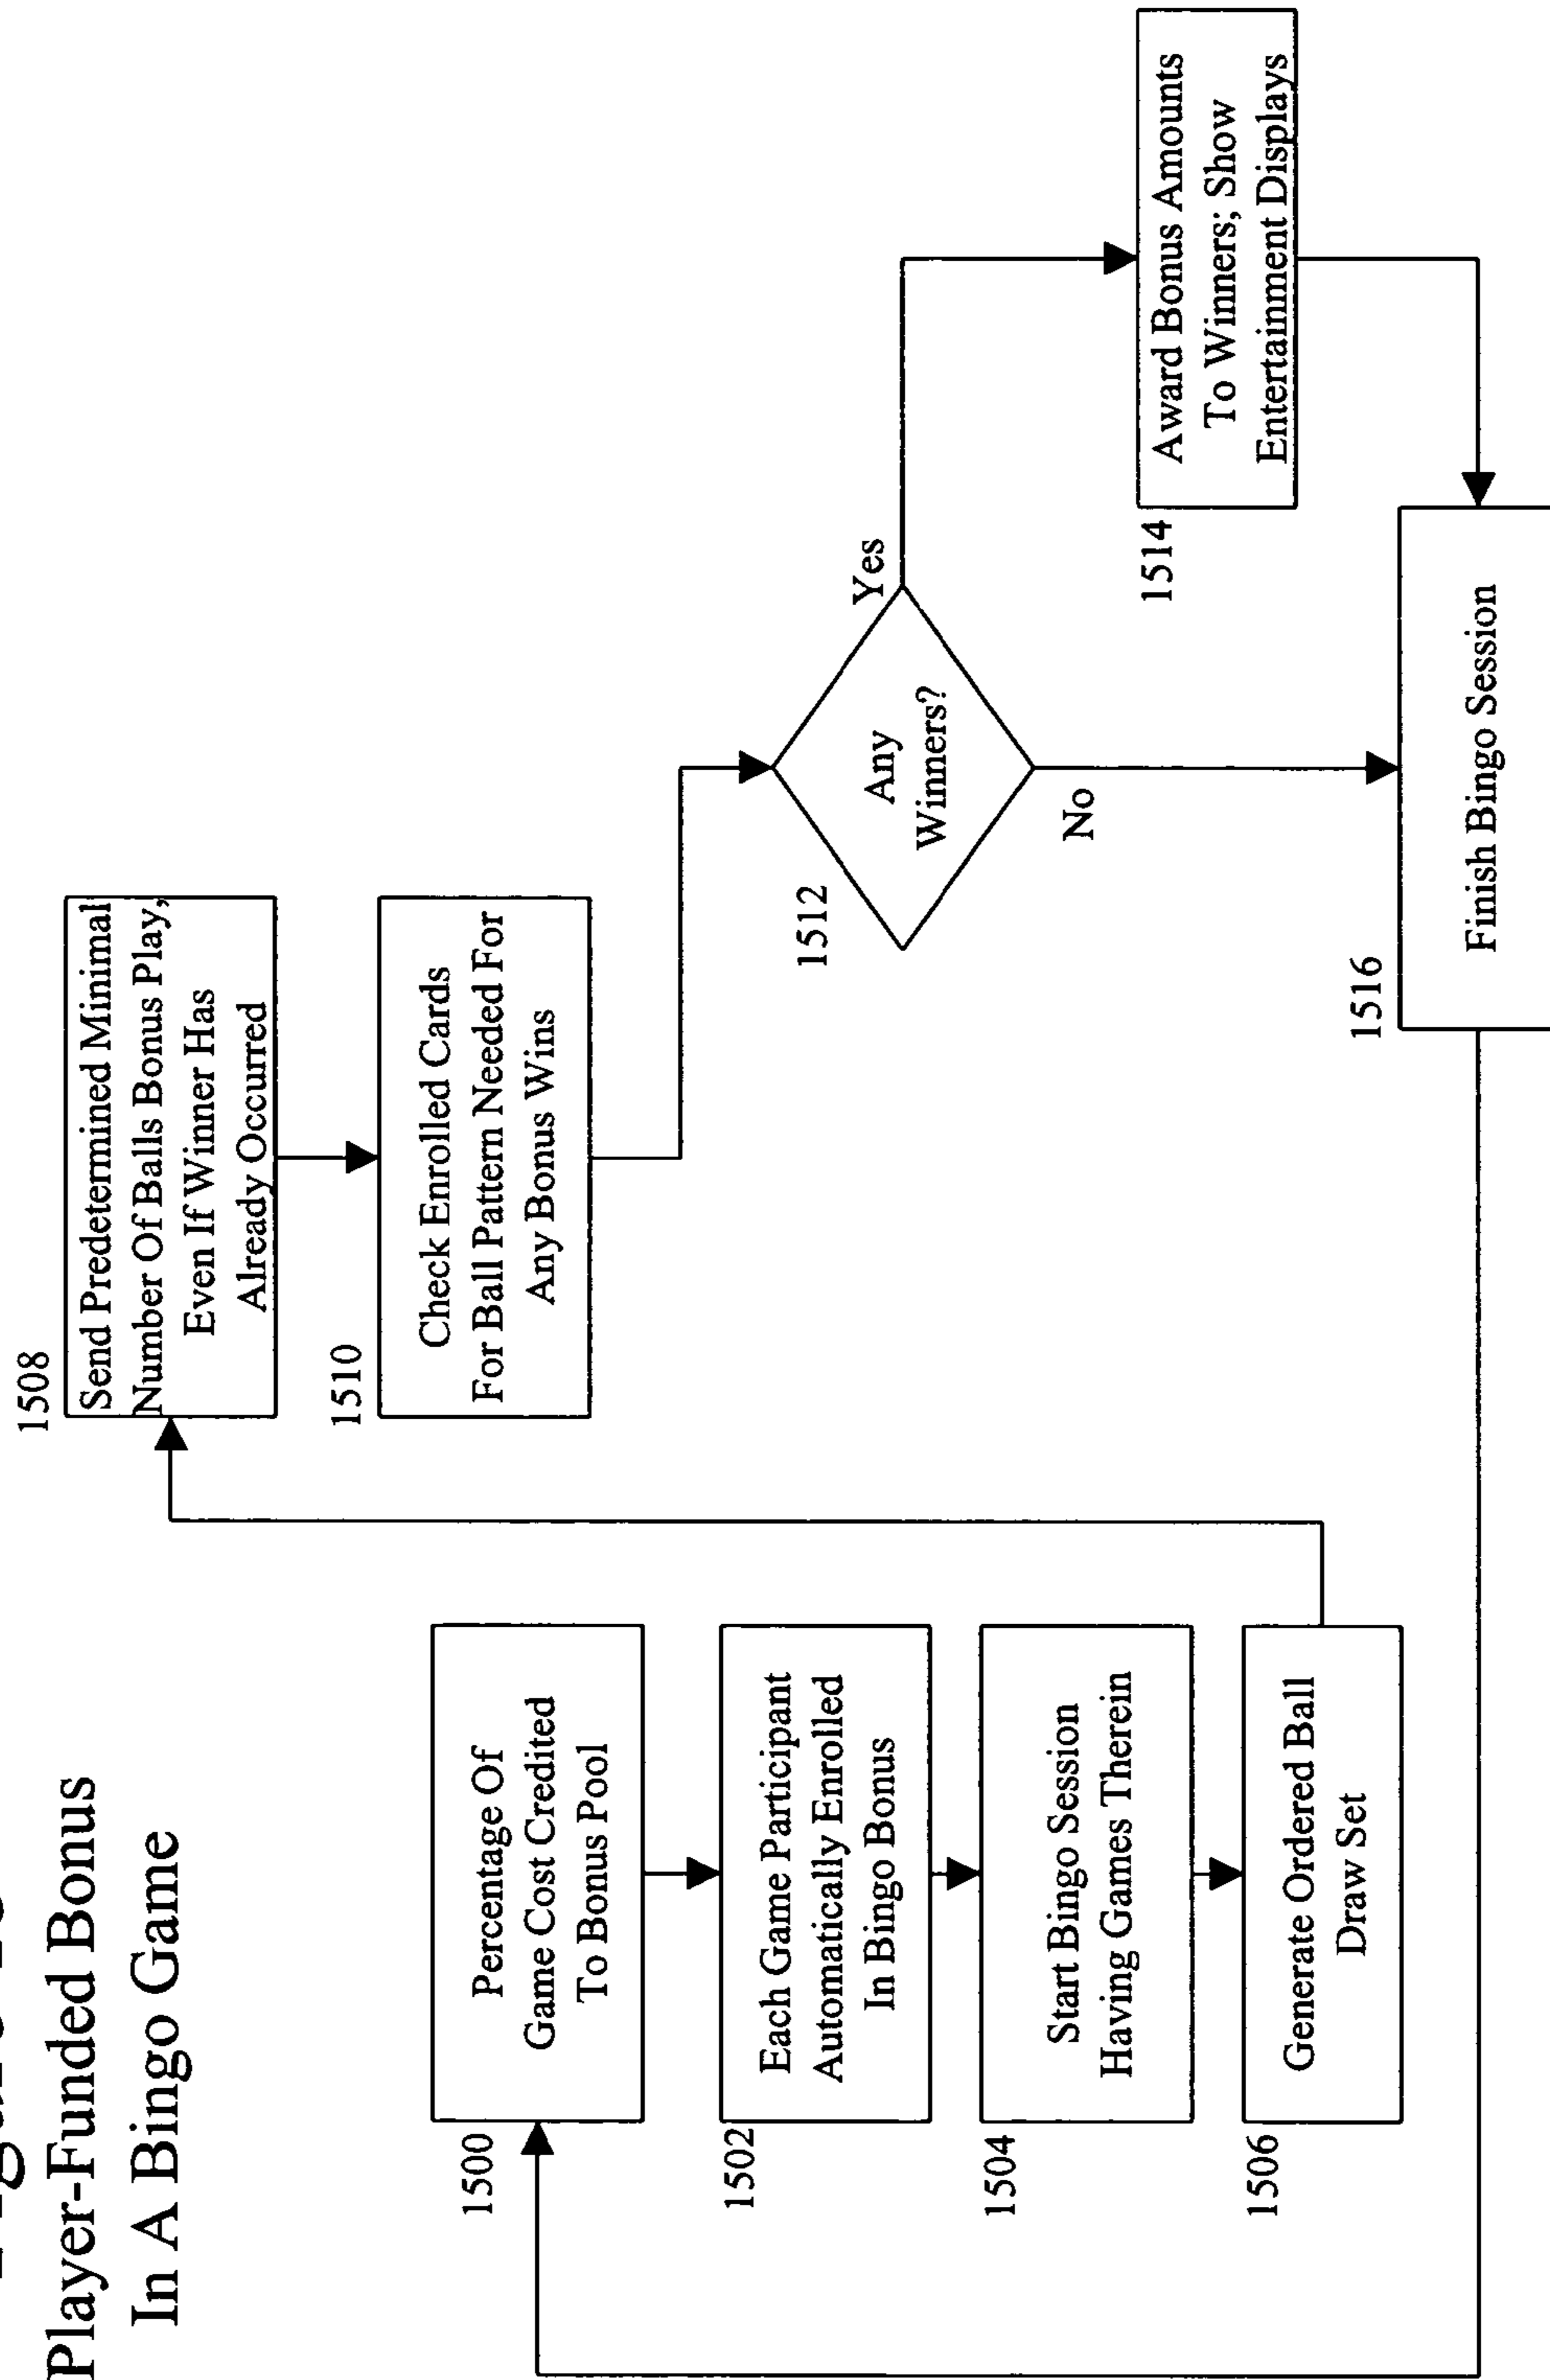 Player-Funded Bonus
In A Bingo Game
1500
Percentage Of
Game Cost Credited
To Bonus Pool
1502
Each Game Participant
Automatically Enrolled
In Bingo Bonus
1504
Start Bingo Session
Having Games Therein
1506
Generate Ordered Ball
Draw Set
1508
Send Predetermined Minimal
Number Of Balls Bonus Play,
Even If Winner Has
Already Occurred
1510
Check Enrolled Cards
For Ball Pattern Needed For
Any Bonus Wins
1512
Any
Winners?
Yes
No
1514
Award Bonus Amounts
To Winners; Show
Entertainment Displays
1516
Finish Bingo Session